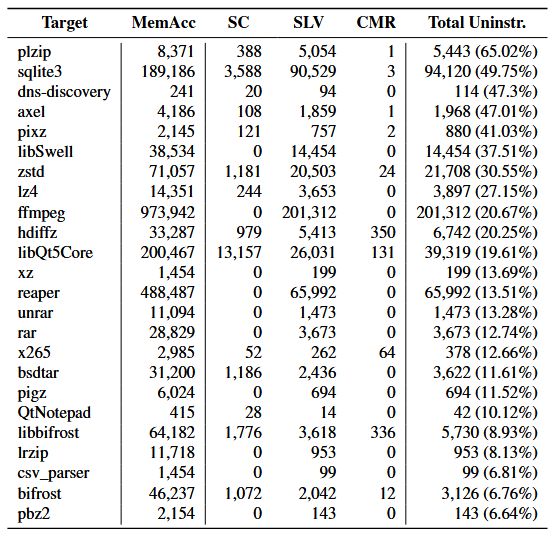 Target MemAcc SC SLV CMR Total Uninstr.
plzip 8,371 388 5,054 1 5,443 (65.02%)
sqlite3 189,186 3,588 90,529 3 94,120 (49.75%)
dns-discovery 241 20 94 0 114 (47.3%)
axel 4,186 108 1,859 1 1,968 (47.01%)
pixz 2,145 121 757 2 880 (41.03%)
libSwell 38,534 0 14,454 0 14,454 (37.51%)
zstd 71,057 1,181 20,503 24 21,708 (30.55%)
lz4 14,351 244 3,653 0 3,897 (27.15%)
ffmpeg 973,942 0 201,312 0 201,312 (20.67%)
hdiffz 33,287 979 5,413 350 6,742 (20.25%)
libQt5Core 200,467 13,157 26,031 131 39,319 (19.61%)
xz 1,454 0 199 0 199 (13.69%)
reaper 488,487 0 65,992 0 65,992 (13.51%)
unrar 11,094 0 1,473 0 1,473 (13.28%)
rar 28,829 0 3,673 0 3,673 (12.74%)
x265 2,985 52 262 64 378 (12.66%)
bsdtar 31,200 1,186 2,436 0 3,622 (11.61%)
pigz 6,024 0 694 0 694 (11.52%)
QtNotepad 415 28 14 0 42 (10.12%)
libbifrost 64,182 1,776 3,618 336 5,730 (8.93%)
lrzip 11,718 0 953 0 953 (8.13%)
csv_parser 1,454 0 99 0 99 (6.81%)
bifrost 46,237 1,072 2,042 12 3,126 (6.76%)
pbz2 2,154 0 143 0 143 (6.64%)